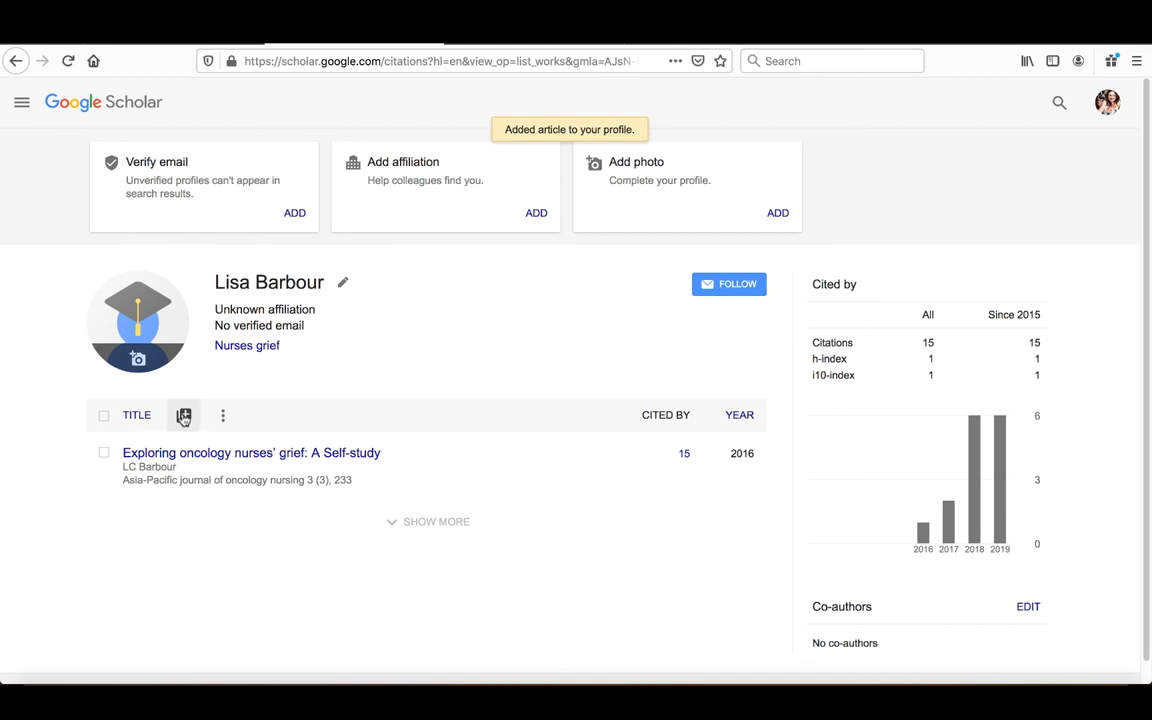 https://scholar.google.com/citations?hl=en&view_op=list_works&gmla=AJsN-
Search
Google Scholar
Added article to your profile.
Verify email
Unverified profiles can't appear in
search results.
ADD
Add affiliation
Help colleagues find you.
ADD
Add photo
Complete your profile.
ADD
Lisa Barbour
Unknown affiliation
No verified email
Nurses grief
FOLLOW
TITLE
CITED BY
YEAR
Exploring oncology nurses' grief: A Self-study
15
2016
LC Barbour
Asia-Pacific journal of oncology nursing 3 (3), 233
SHOW MORE
Cited by
All
Since 2015
Citations
15
15
h-index
1
1
i10-index
1
1
6
3
0
2016
2017
2018
2019
Co-authors
EDIT
No co-authors